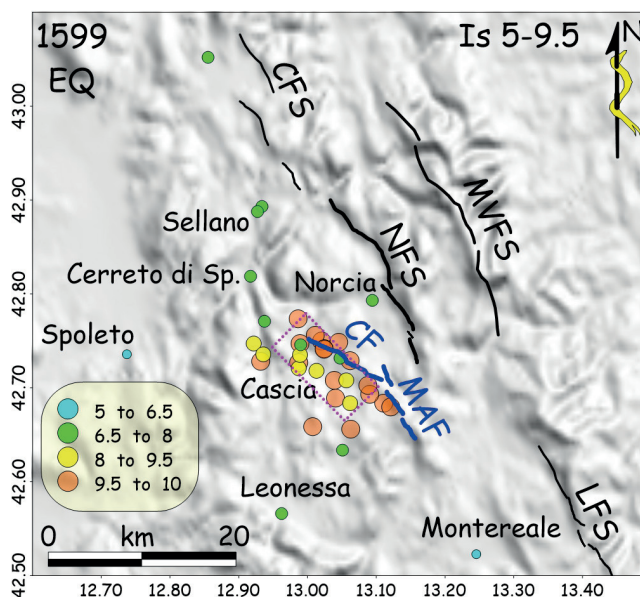 1599
EQ
Is 5-9.5
N
CFS
MVFS
NFS
Sellano
Cerreto di Sp.
Norcia
Spoleto
CF
Cascia
MAF
5 to 6.5
6.5 to 8
8 to 9.5
9.5 to 10
Leonessa
LFS
km
0 20
Montereale
43.00
42.90
42.80
42.70
42.60
42.50
12.70 12.80 12.90 13.00 13.10 13.20 13.30 13.40